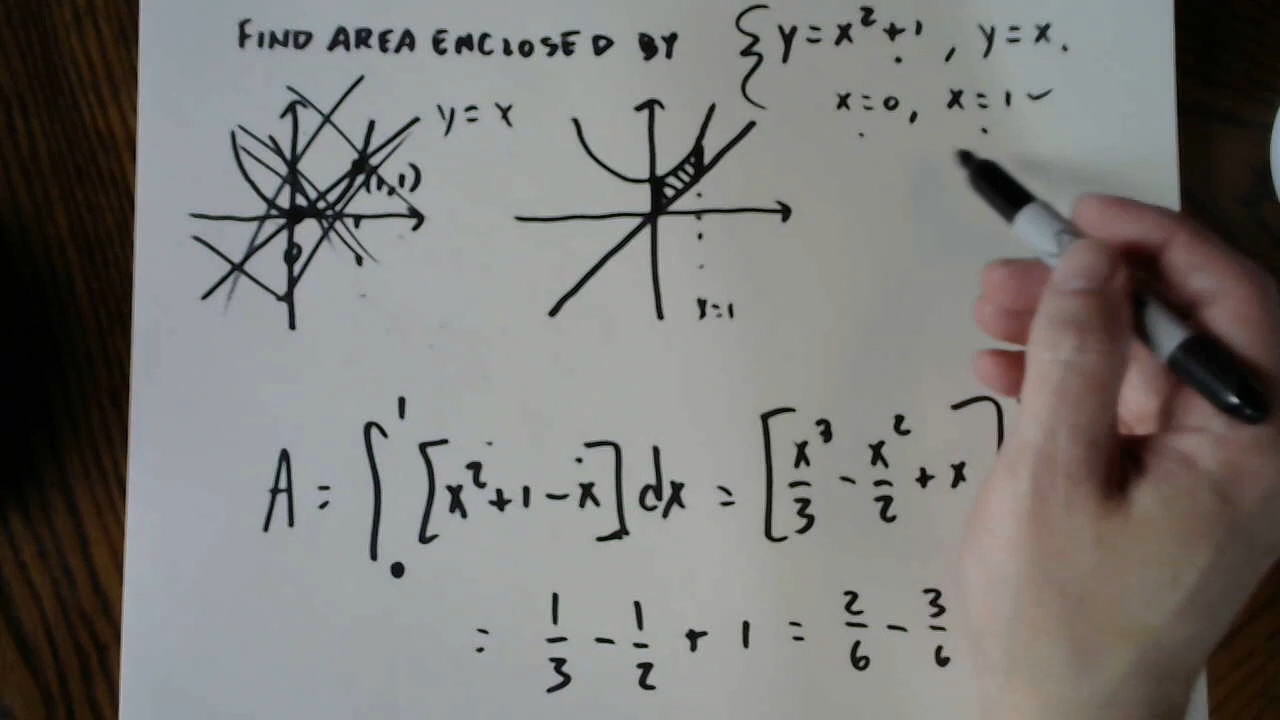 FIND AREA ENCLOSED BY { y = x² + 1 , y = x .
x = 0 , x = 1
y = x
(1,1)
x=1
A = ∫₀¹ [x² + 1 - x] dx = [x³/3 - x²/2 + x]
= 1/3 - 1/2 + 1 = 2/6 - 3/6